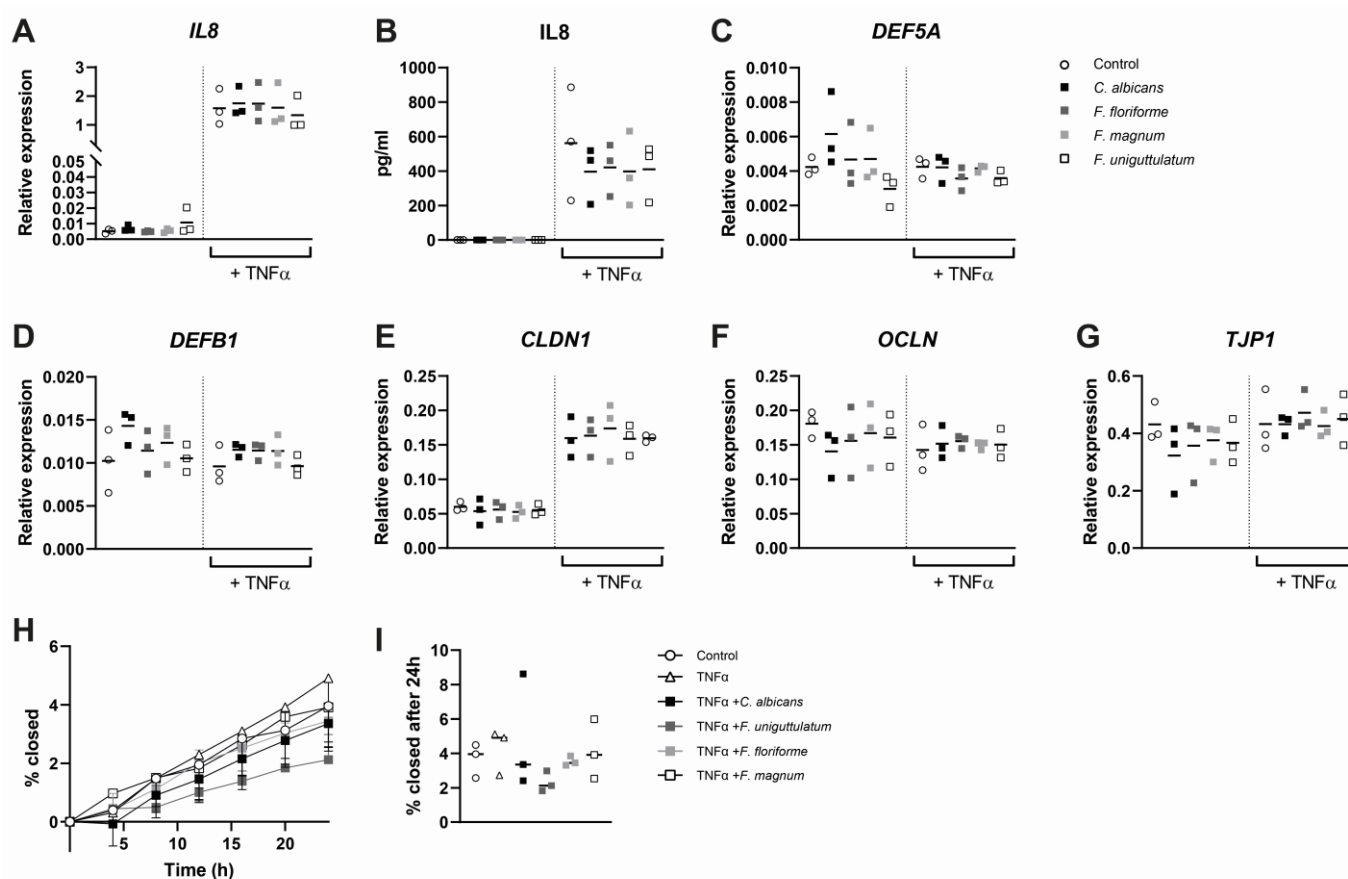 A
IL8
Relative expression
3
2
1
0.05
0.04
0.03
0.02
0.01
0.00
+ TNFα
B
IL8
pg/ml
1000
800
600
400
200
0
+ TNFα
C
DEF5A
Relative expression
0.010
0.008
0.006
0.004
0.002
0.000
+ TNFα
Control
C. albicans
F. floriforme
F. magnum
F. uniguttulatum
D
DEFB1
Relative expression
0.020
0.015
0.010
0.005
0.000
+ TNFα
E
CLDN1
Relative expression
0.25
0.20
0.15
0.10
0.05
0.00
+ TNFα
F
OCLN
Relative expression
0.25
0.20
0.15
0.10
0.05
0.00
+ TNFα
G
TJP1
Relative expression
0.6
0.4
0.2
0.0
+ TNFα
H
% closed
6
4
2
0
5
10
15
20
Time (h)
I
% closed after 24h
10
8
6
4
2
0
Control
TNFα
TNFα +C. albicans
TNFα +F. uniguttulatum
TNFα +F. floriforme
TNFα +F. magnum